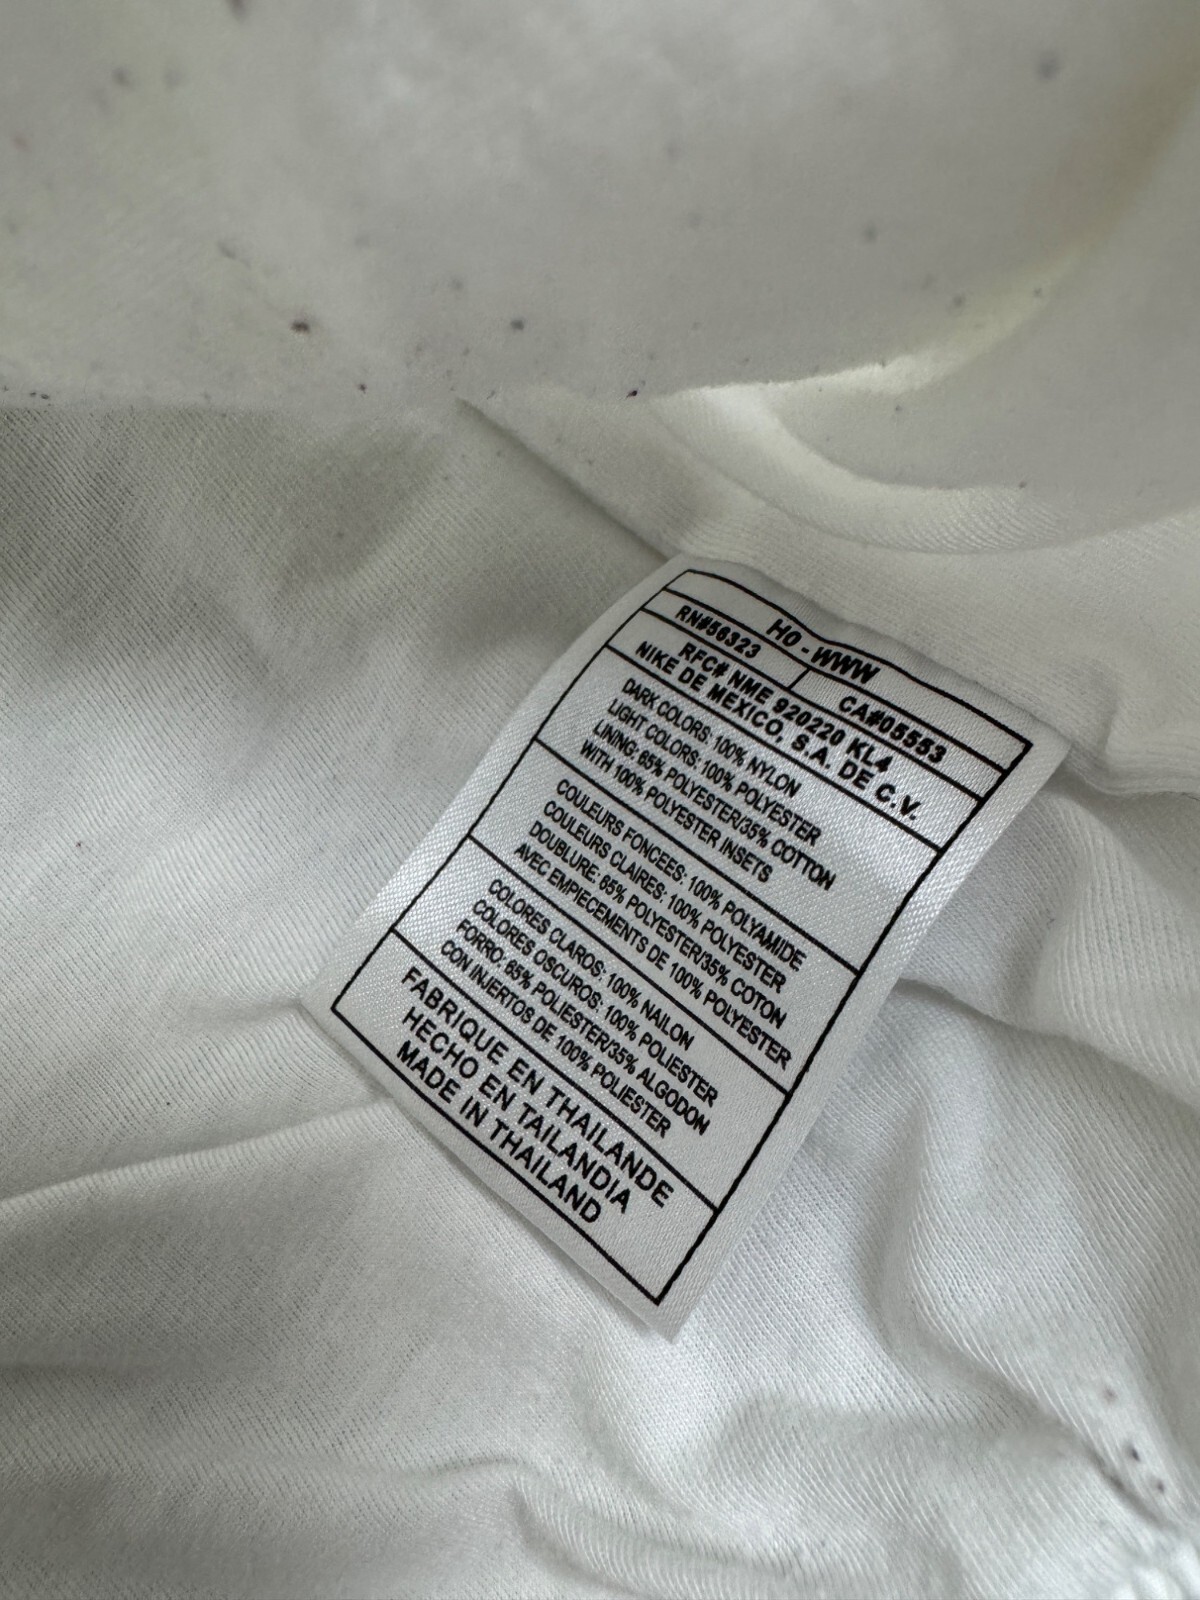 H0 - WWW
RN#56323 CA#05553
RFC# NME 920220 KL4
NIKE DE MEXICO, S.A. DE C.V.
DARK COLORS: 100% NYLON
LIGHT COLORS: 100% POLYESTER
LINING: 65% POLYESTER/35% COTTON
WITH 100% POLYESTER INSETS
COULEURS FONCEES: 100% POLYAMIDE
COULEURS CLAIRES: 100% POLYESTER
DOUBLURE: 65% POLYESTER/35% COTON
AVEC EMPIECEMENTS DE 100% POLYESTER
COLORES CLAROS: 100% NAILON
COLORES OSCUROS: 100% POLIESTER
FORRO: 65% POLIESTER/35% ALGODON
CON INJERTOS DE 100% POLIESTER
FABRIQUE EN THAILANDE
HECHO EN TAILANDIA
MADE IN THAILAND